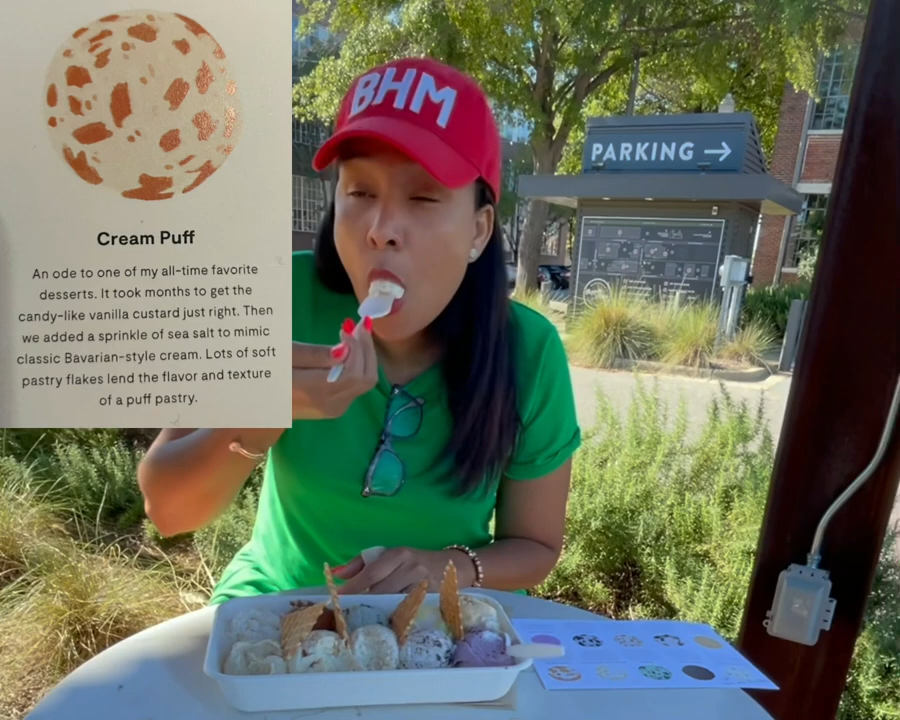 Cream Puff
An ode to one of my all-time favorite
desserts. It took months to get the
candy-like vanilla custard just right. Then
we added a sprinkle of sea salt to mimic
classic Bavarian-style cream. Lots of soft
pastry flakes lend the flavor and texture
of a puff pastry.
BHM
PARKING →